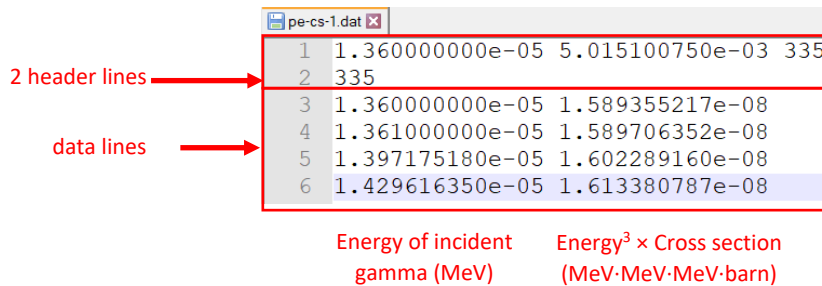 pe-cs-1.dat
1 1.360000000e-05 5.015100750e-03 335
2 header lines
2 335
3 1.360000000e-05 1.589355217e-08
data lines
4 1.361000000e-05 1.589706352e-08
5 1.397175180e-05 1.602289160e-08
6 1.429616350e-05 1.613380787e-08
Energy of incident
gamma (MeV)
Energy³ × Cross section
(MeV·MeV·MeV·barn)